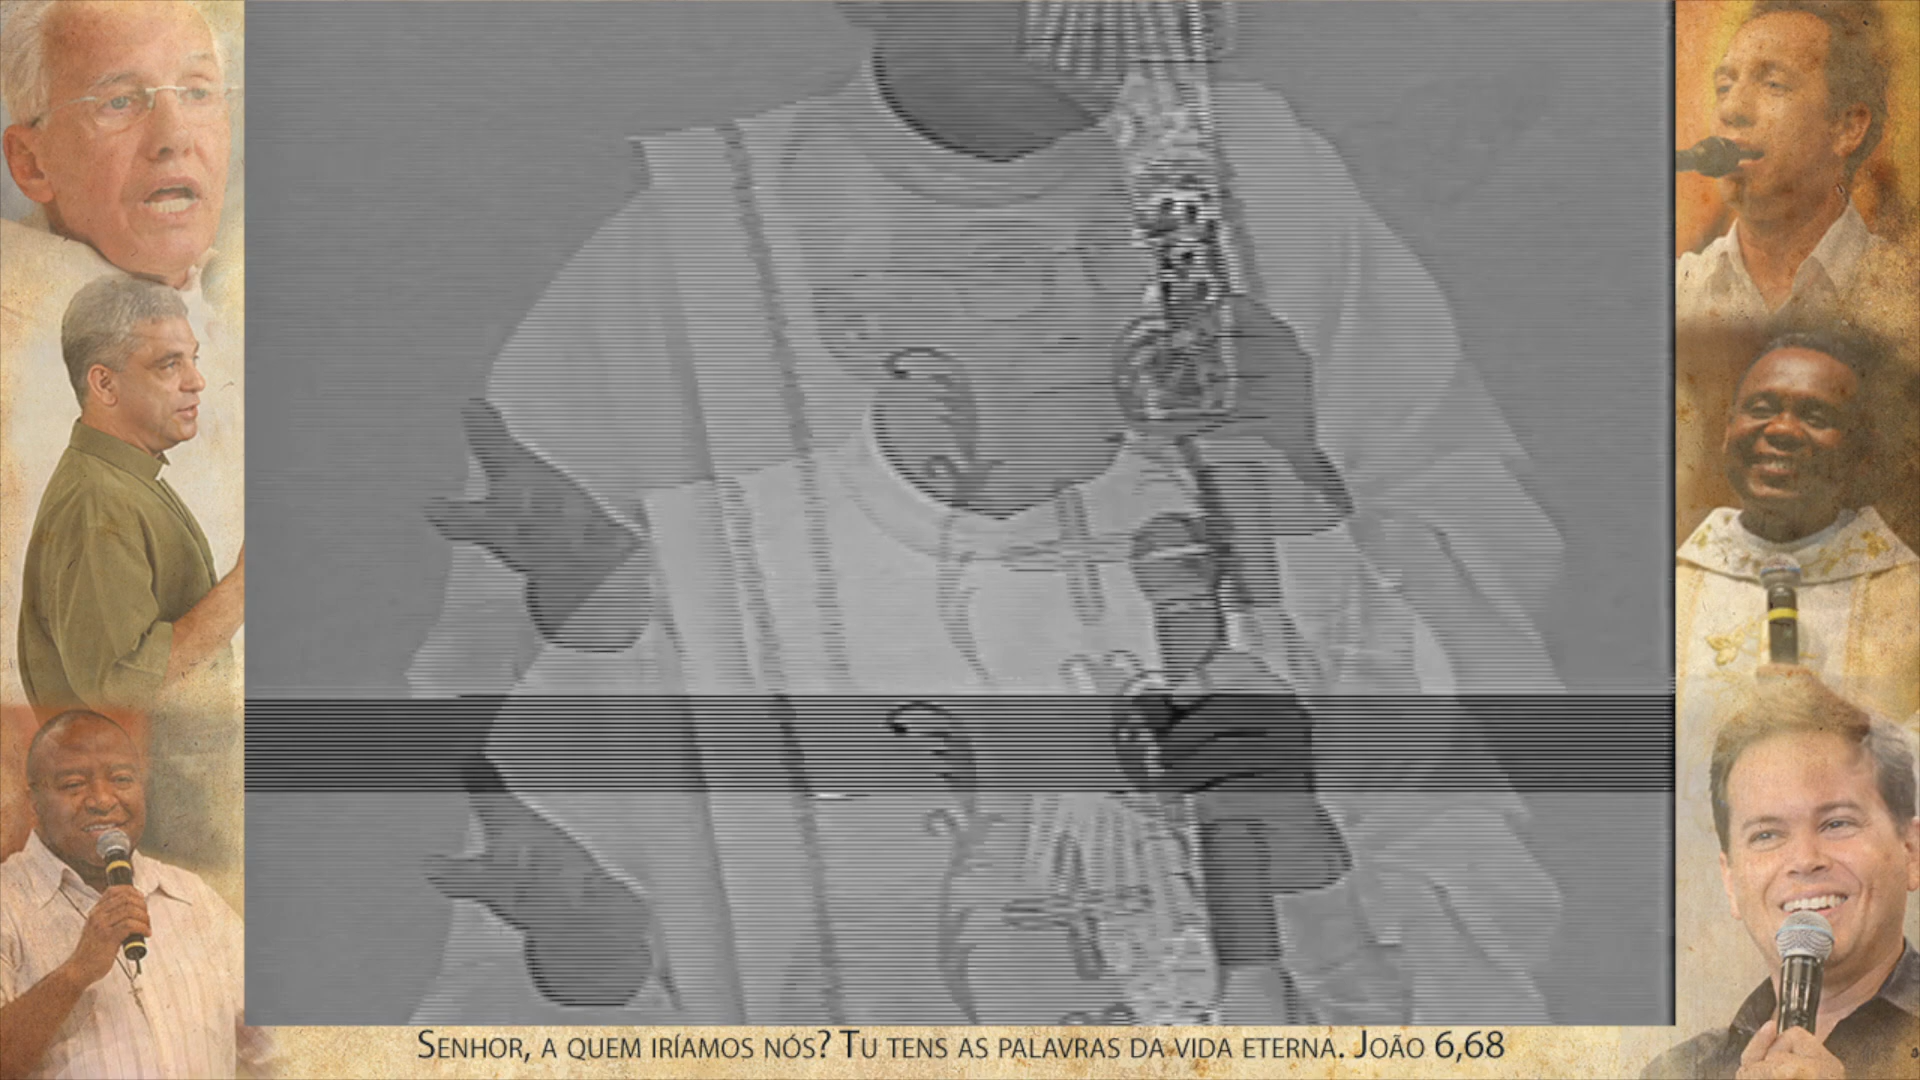 Senhor, a quem iríamos nós? Tu tens as palavras da vida eterna. João 6,68